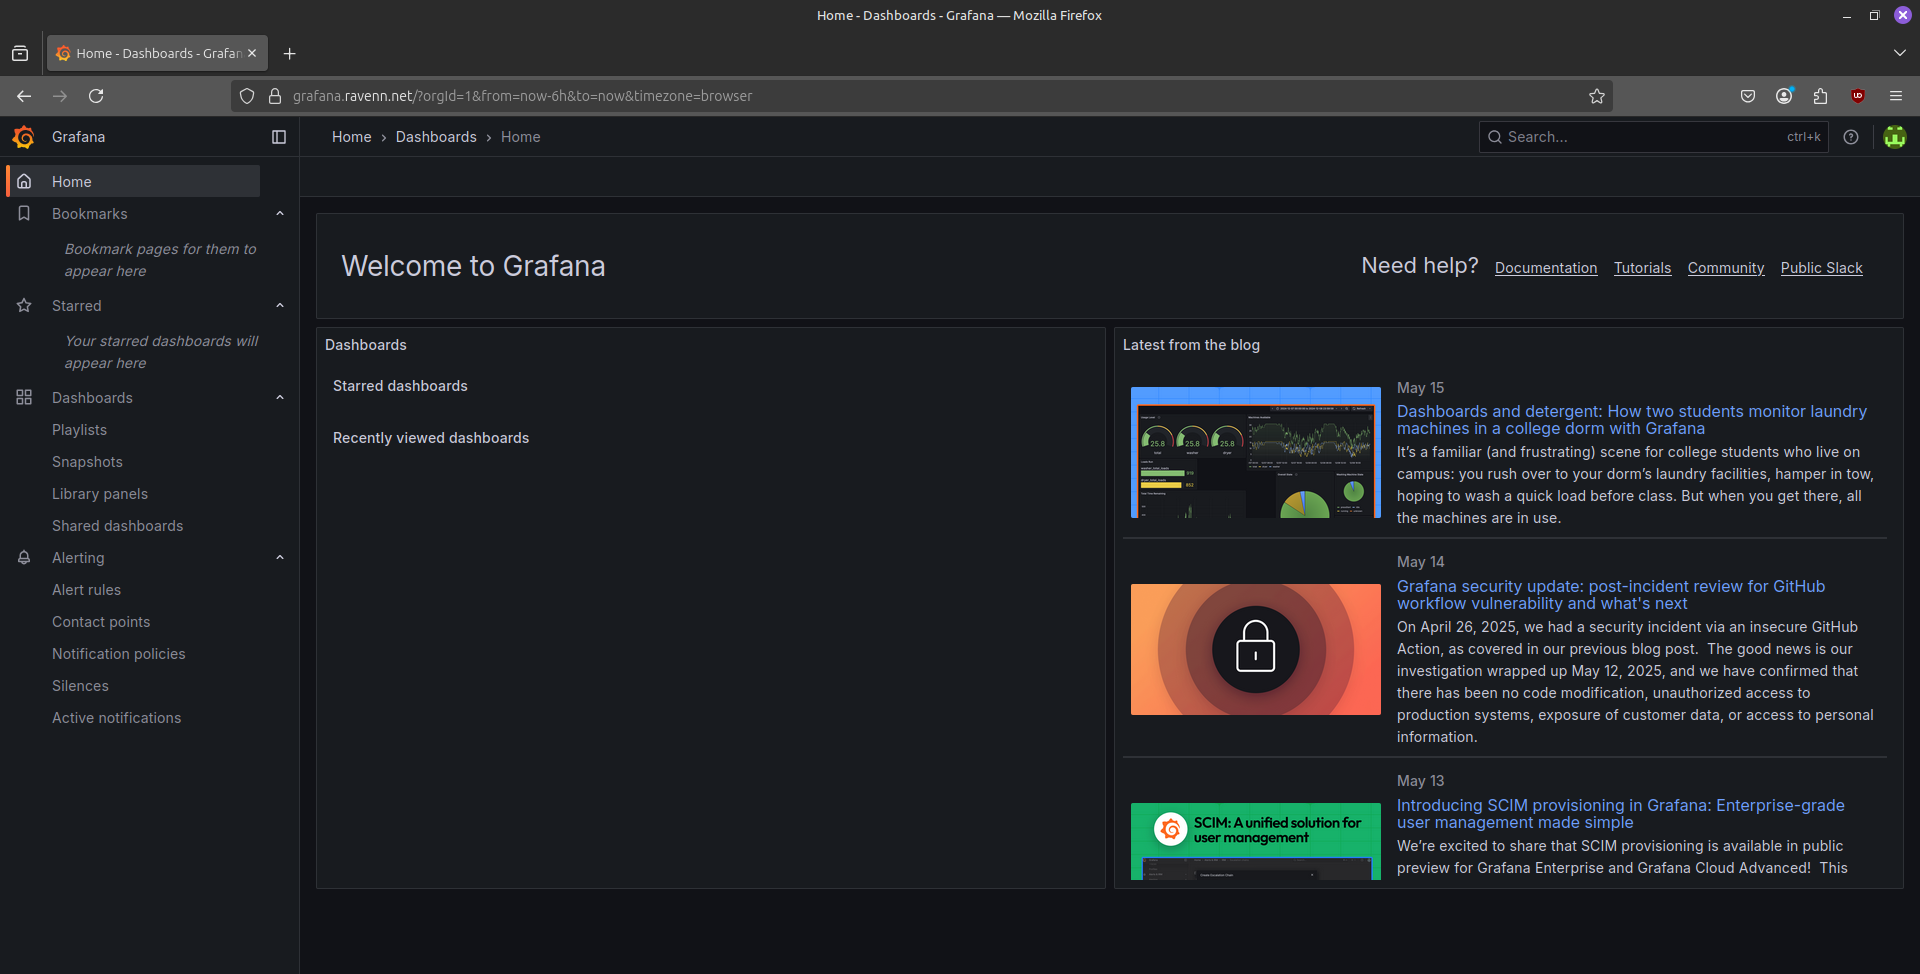 Home - Dashboards - Grafana — Mozilla Firefox
Home - Dashboards - Grafan
grafana.ravenn.net/?orgId=1&from=now-6h&to=now&timezone=browser
Grafana
Home › Dashboards › Home
Search...
ctrl+k
Home
Bookmarks
Bookmark pages for them to
appear here
Starred
Your starred dashboards will
appear here
Dashboards
Playlists
Snapshots
Library panels
Shared dashboards
Alerting
Alert rules
Contact points
Notification policies
Silences
Active notifications
Welcome to Grafana
Need help?
Documentation
Tutorials
Community
Public Slack
Dashboards
Starred dashboards
Recently viewed dashboards
Latest from the blog
25.8
25.8
25.8
May 15
Dashboards and detergent: How two students monitor laundry
machines in a college dorm with Grafana
It’s a familiar (and frustrating) scene for college students who live on
campus: you rush over to your dorm’s laundry facilities, hamper in tow,
hoping to wash a quick load before class. But when you get there, all
the machines are in use.
May 14
Grafana security update: post-incident review for GitHub
workflow vulnerability and what's next
On April 26, 2025, we had a security incident via an insecure GitHub
Action, as covered in our previous blog post.  The good news is our
investigation wrapped up May 12, 2025, and we have confirmed that
there has been no code modification, unauthorized access to
production systems, exposure of customer data, or access to personal
information.
SCIM: A unified solution for
user management
May 13
Introducing SCIM provisioning in Grafana: Enterprise-grade
user management made simple
We’re excited to share that SCIM provisioning is available in public
preview for Grafana Enterprise and Grafana Cloud Advanced!  This